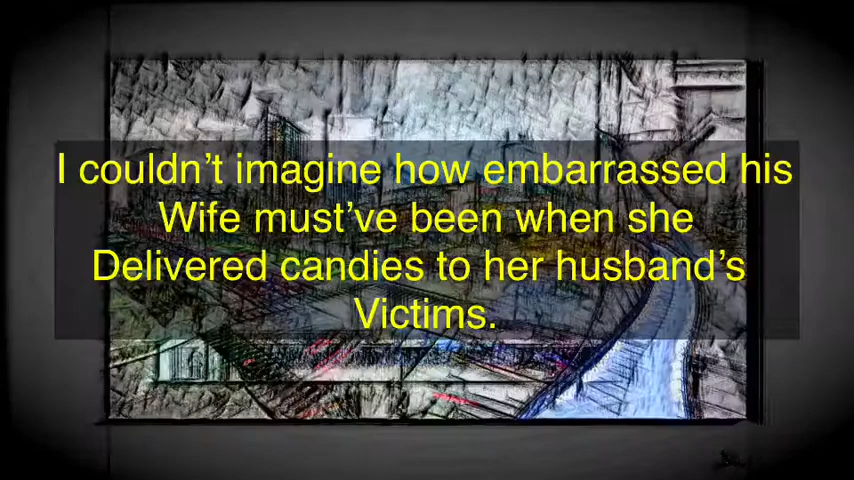 I couldn’t imagine how embarrassed his
Wife must’ve been when she
Delivered candies to her husband’s
Victims.